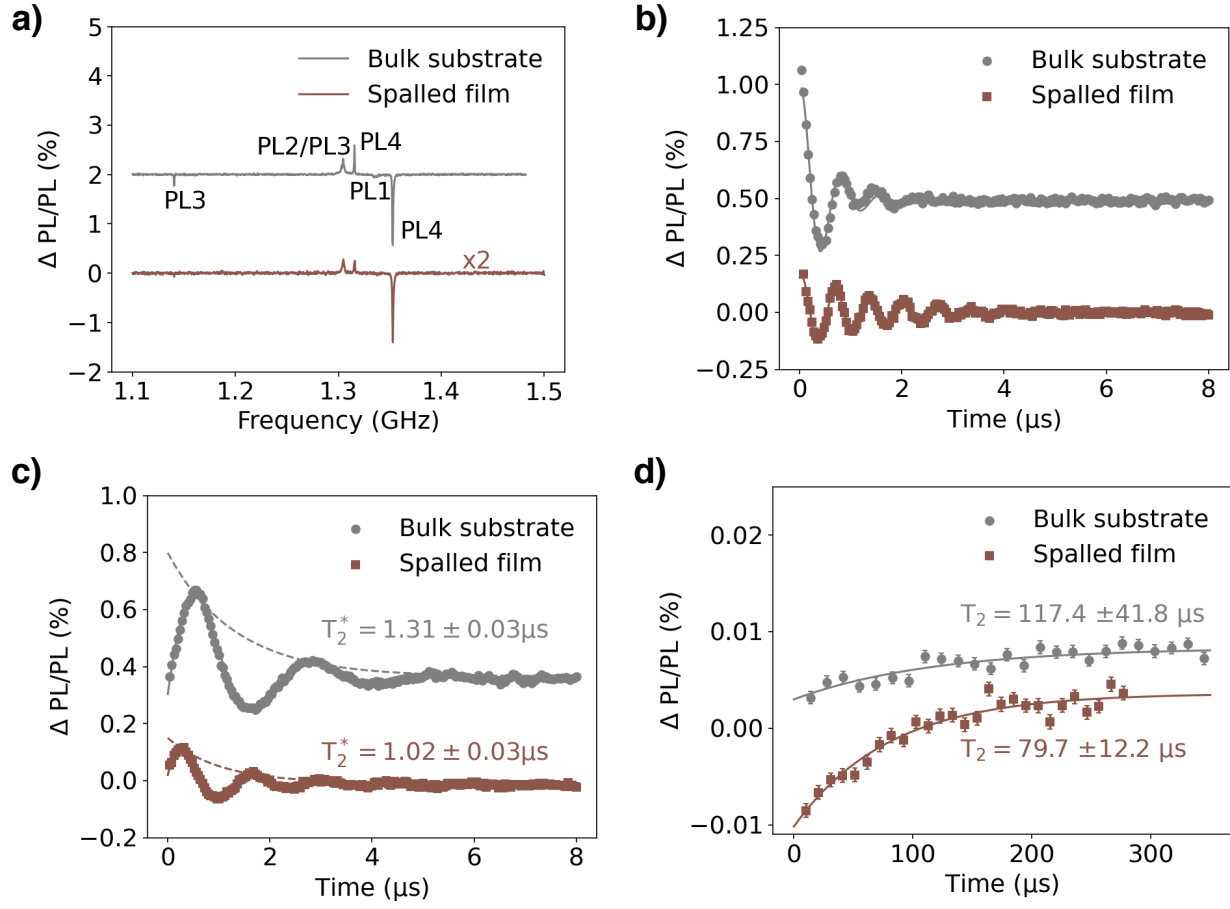 a)
Δ PL/PL (%)
5
4
3
2
1
0
−1
−2
Bulk substrate
Spalled film
PL2/PL3
PL4
PL3
PL1
PL4
x2
1.1
1.2
1.3
1.4
1.5
Frequency (GHz)
b)
Δ PL/PL (%)
1.25
1.00
0.75
0.50
0.25
0.00
−0.25
Bulk substrate
Spalled film
0
2
4
6
8
Time (μs)
c)
Δ PL/PL (%)
1.0
0.8
0.6
0.4
0.2
0.0
−0.2
Bulk substrate
Spalled film
T₂* = 1.31 ± 0.03μs
T₂* = 1.02 ± 0.03μs
0
2
4
6
8
Time (μs)
d)
Δ PL/PL (%)
0.02
0.01
0.00
−0.01
Bulk substrate
Spalled film
T₂ = 117.4 ±41.8 μs
T₂ = 79.7 ±12.2 μs
0
100
200
300
Time (μs)